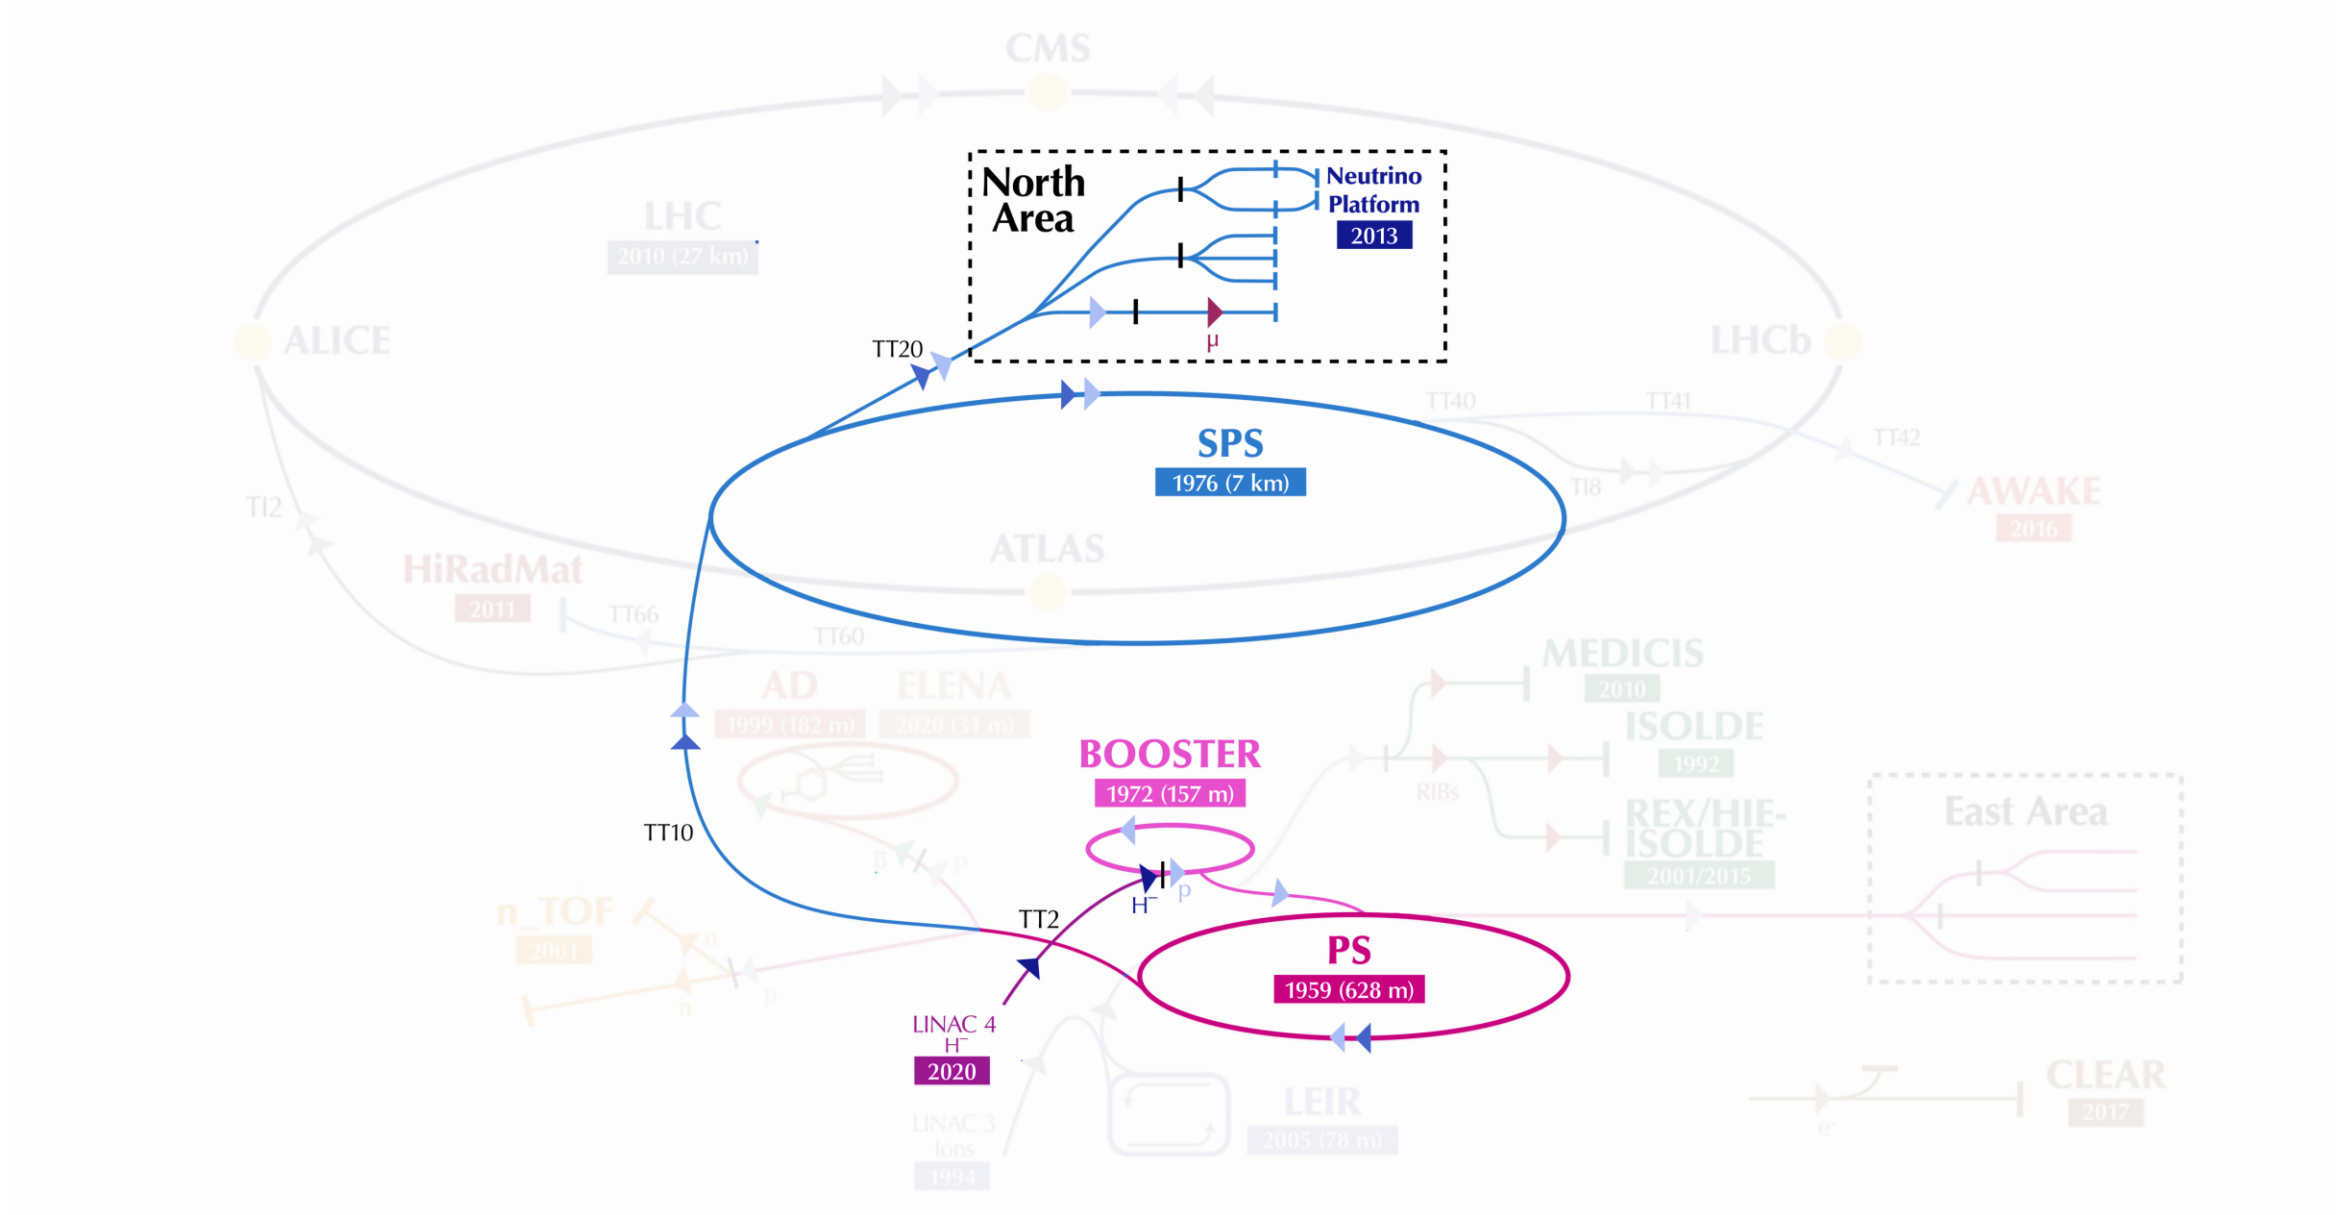 CMS
North
Area
Neutrino
Platform
2013
LHC
2010 (27 km)
ALICE
LHCb
μ
TT20
TT40
TT41
TT42
SPS
1976 (7 km)
TI8
AWAKE
2016
TI2
ATLAS
HiRadMat
2011
TT66
TT60
MEDICIS
2010
AD
1999 (182 m)
ELENA
2020 (31 m)
ISOLDE
1992
BOOSTER
1972 (157 m)
RIBs
REX/HIE-
ISOLDE
2001/2015
East Area
TT10
p̅
p
H⁻
p
n_TOF
2001
n
TT2
PS
1959 (628 m)
p
n
LINAC 4
H⁻
2020
LINAC 3
Ions
1994
LEIR
2005 (78 m)
CLEAR
2017
e⁻